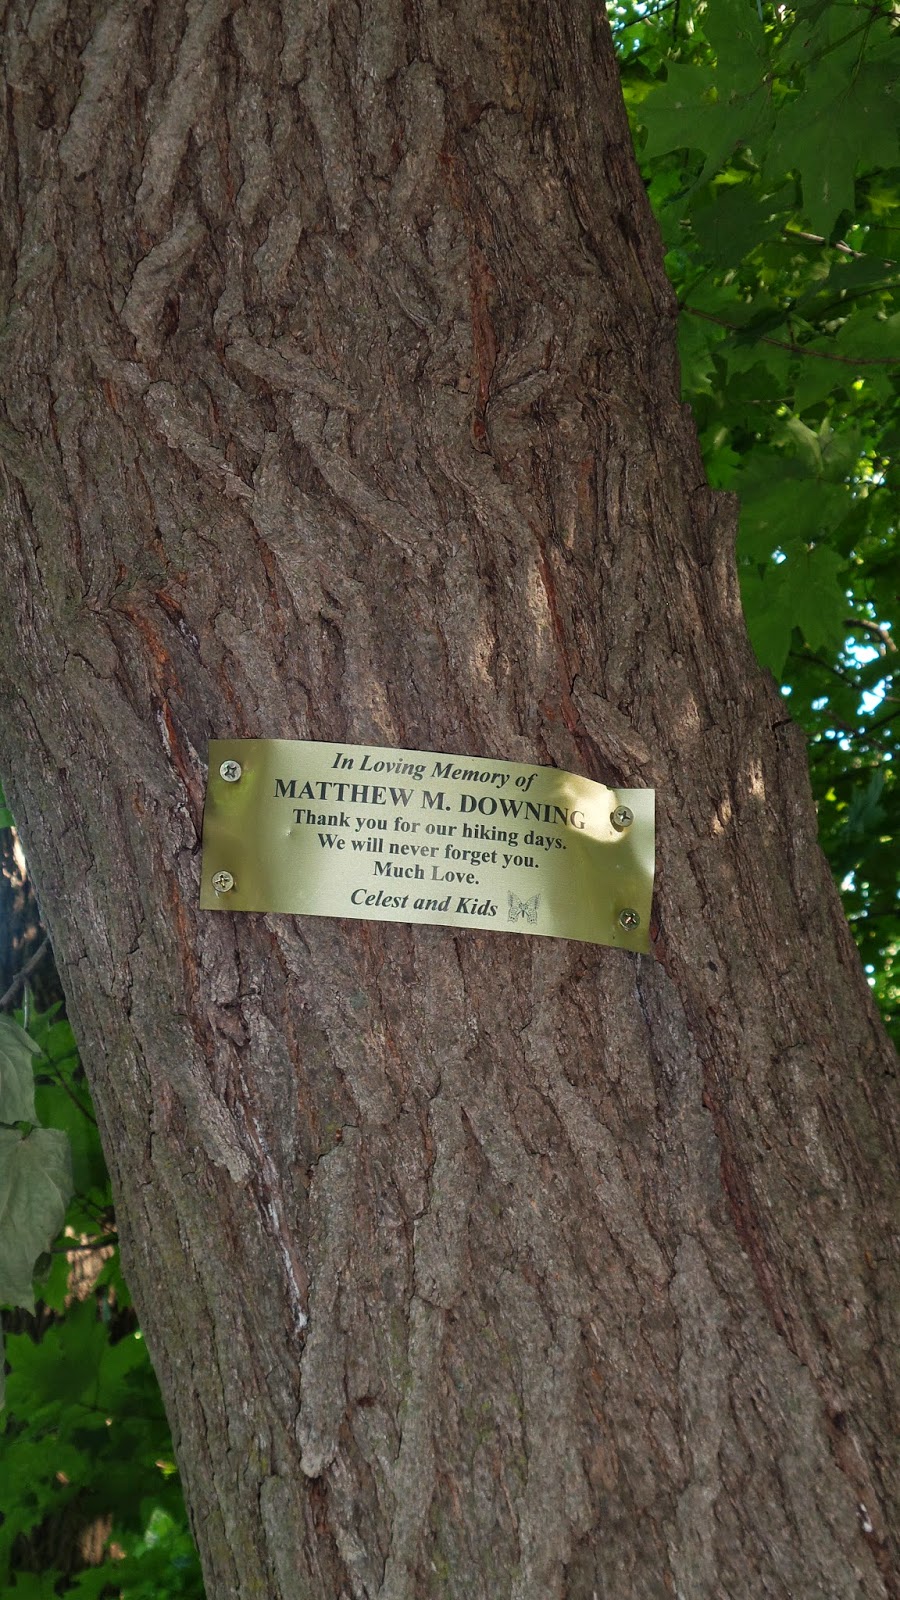 In Loving Memory of
MATTHEW M. DOWNING
Thank you for our hiking days.
We will never forget you.
Much Love.
Celest and Kids